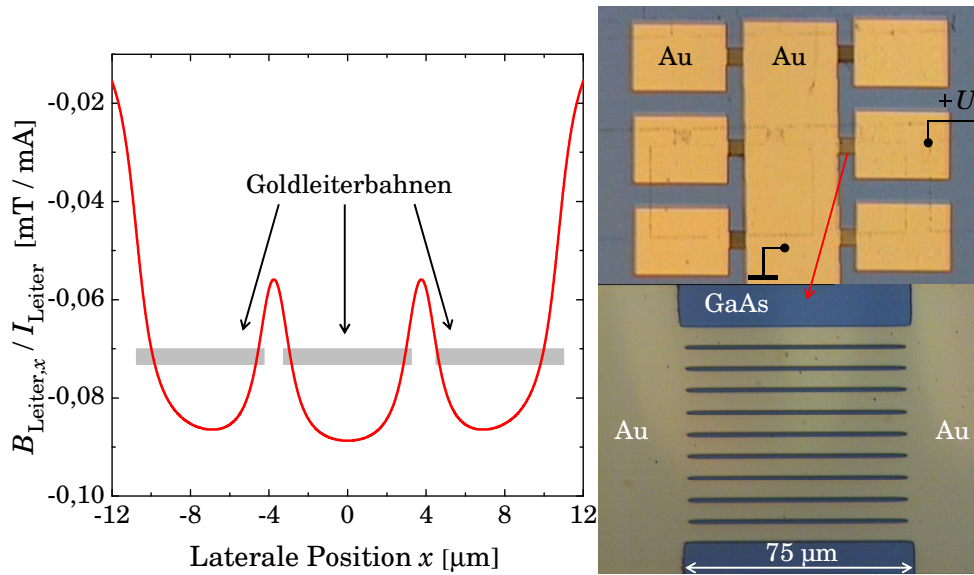 -0,02
-0,04
-0,06
-0,08
-0,10
-12
-8
-4
0
4
8
12
B_Leiter,x / I_Leiter [mT / mA]
Laterale Position x [µm]
Goldleiterbahnen
Au
Au
+U
GaAs
Au
Au
75 µm